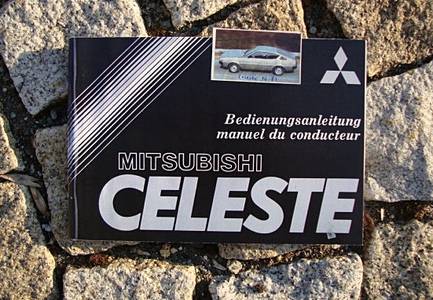 Bedienungsanleitung
manuel du conducteur
MITSUBISHI
CELESTE